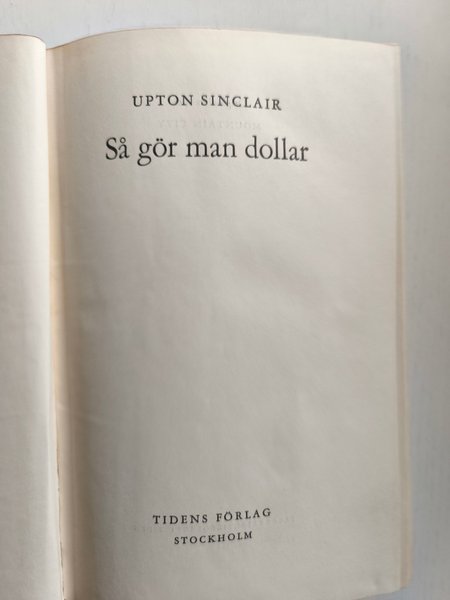 UPTON SINCLAIR
Så gör man dollar
TIDENS FÖRLAG
STOCKHOLM